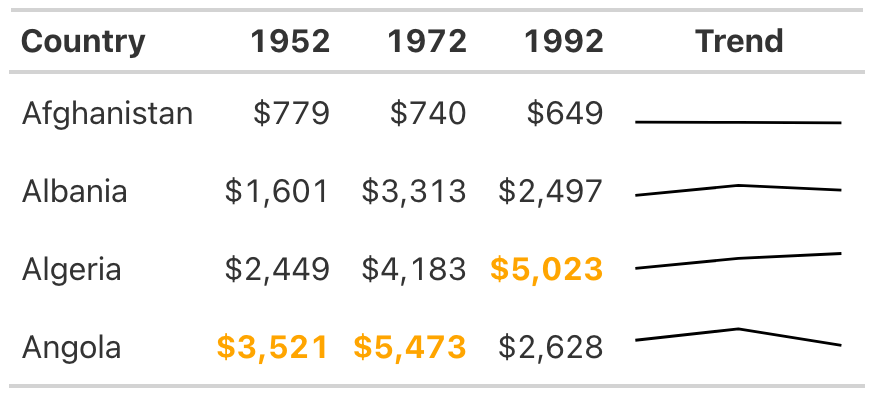 Country 1952 1972 1992 Trend
Afghanistan $779 $740 $649
Albania $1,601 $3,313 $2,497
Algeria $2,449 $4,183 $5,023
Angola $3,521 $5,473 $2,628